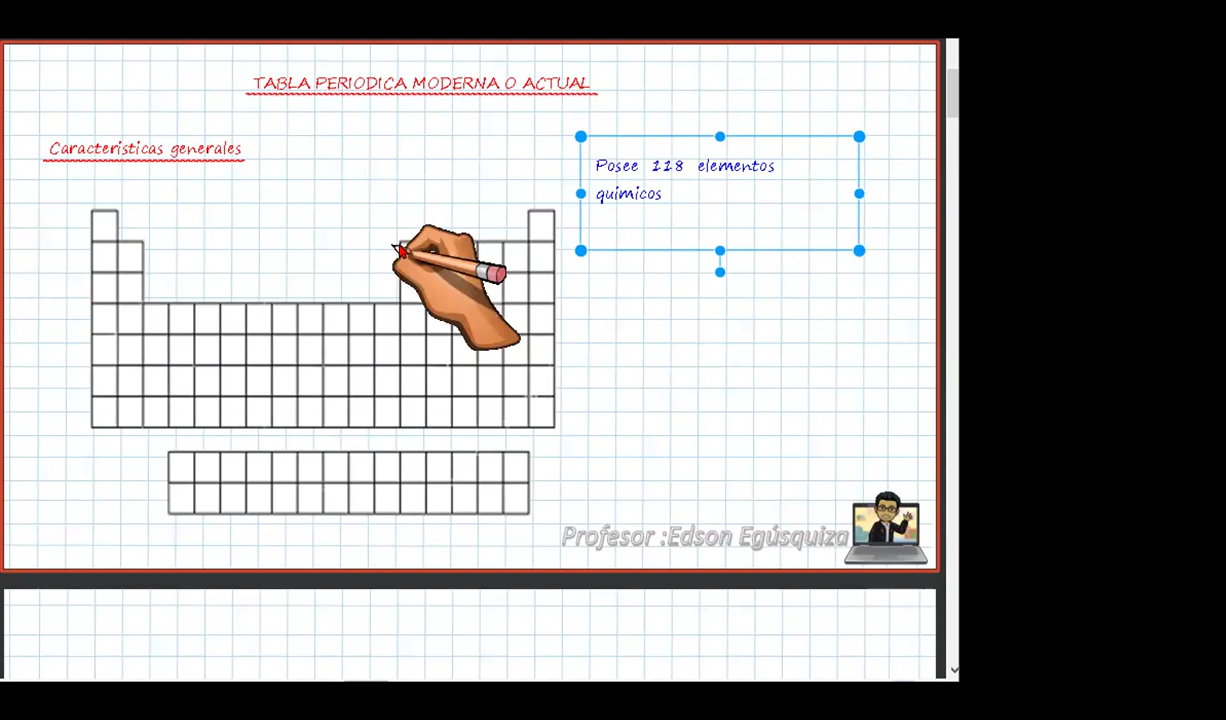 TABLA PERIODICA MODERNA O ACTUAL
Caracteristicas generales
Posee 118 elementos
quimicos
Profesor :Edson Egúsquiza